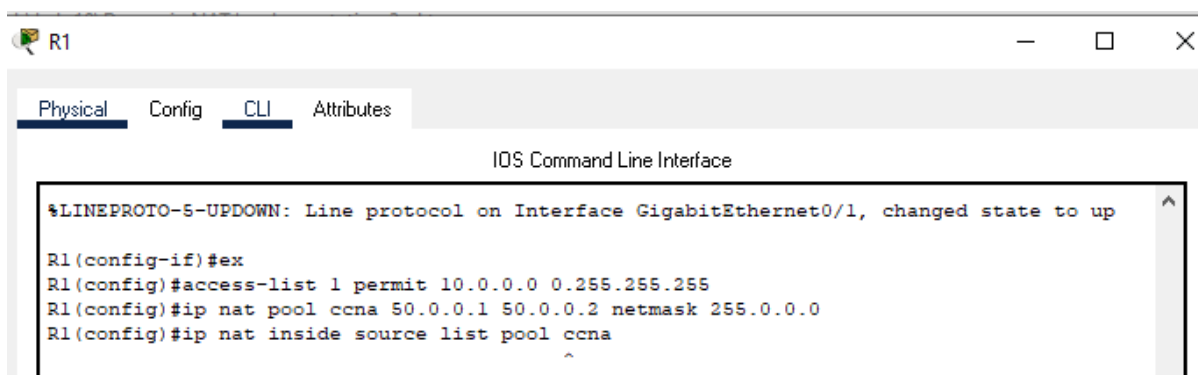 R1
Physical Config CLI Attributes
IOS Command Line Interface
%LINEPROTO-5-UPDOWN: Line protocol on Interface GigabitEthernet0/1, changed state to up
R1(config-if)#ex
R1(config)#access-list 1 permit 10.0.0.0 0.255.255.255
R1(config)#ip nat pool ccna 50.0.0.1 50.0.0.2 netmask 255.0.0.0
R1(config)#ip nat inside source list pool ccna
^